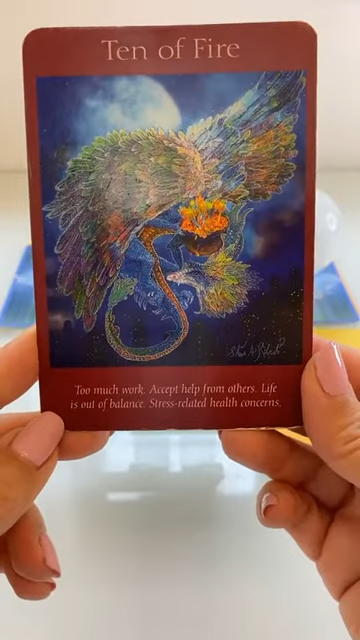 Ten of Fire
Too much work. Accept help from others. Life
is out of balance. Stress-related health concerns.